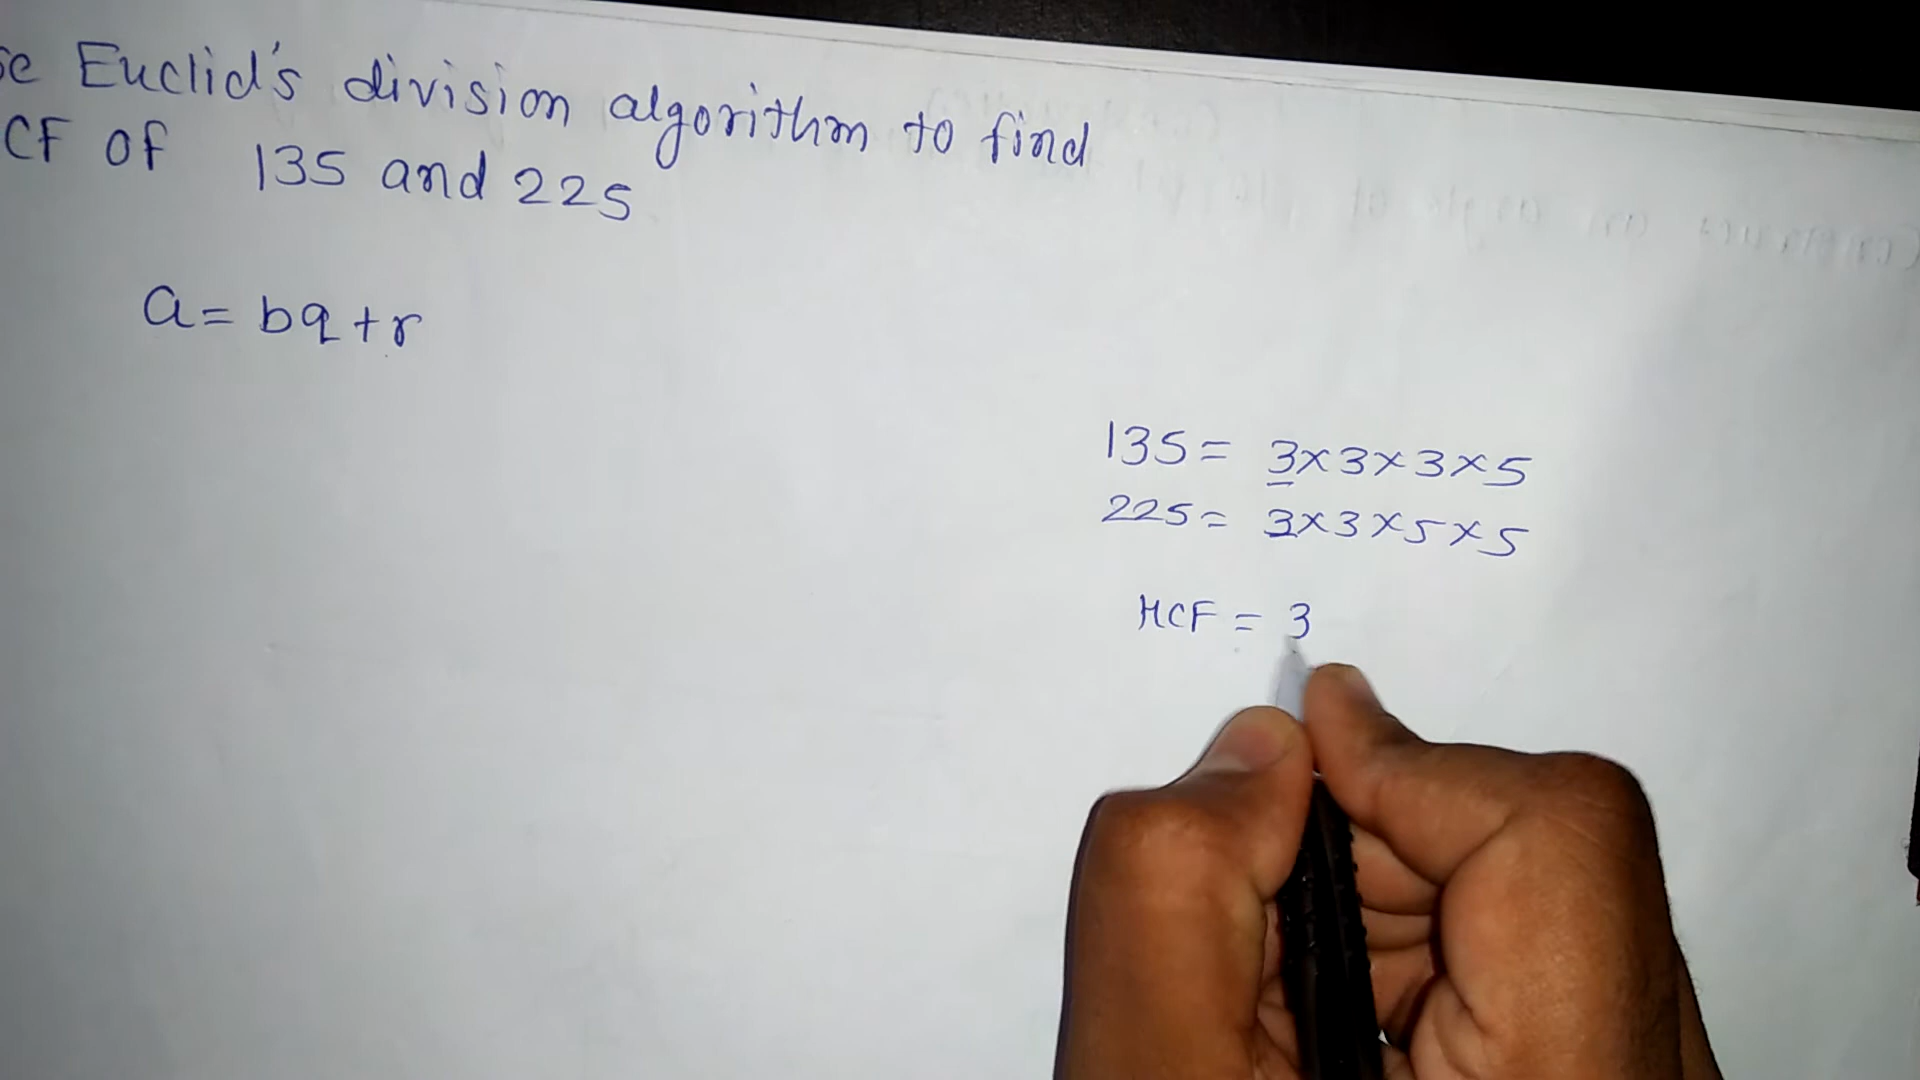 Euclid's division algorithm to find
CF of 135 and 225
a = bq + r
135 = 3×3×3×5
225 = 3×3×5×5
HCF = 3